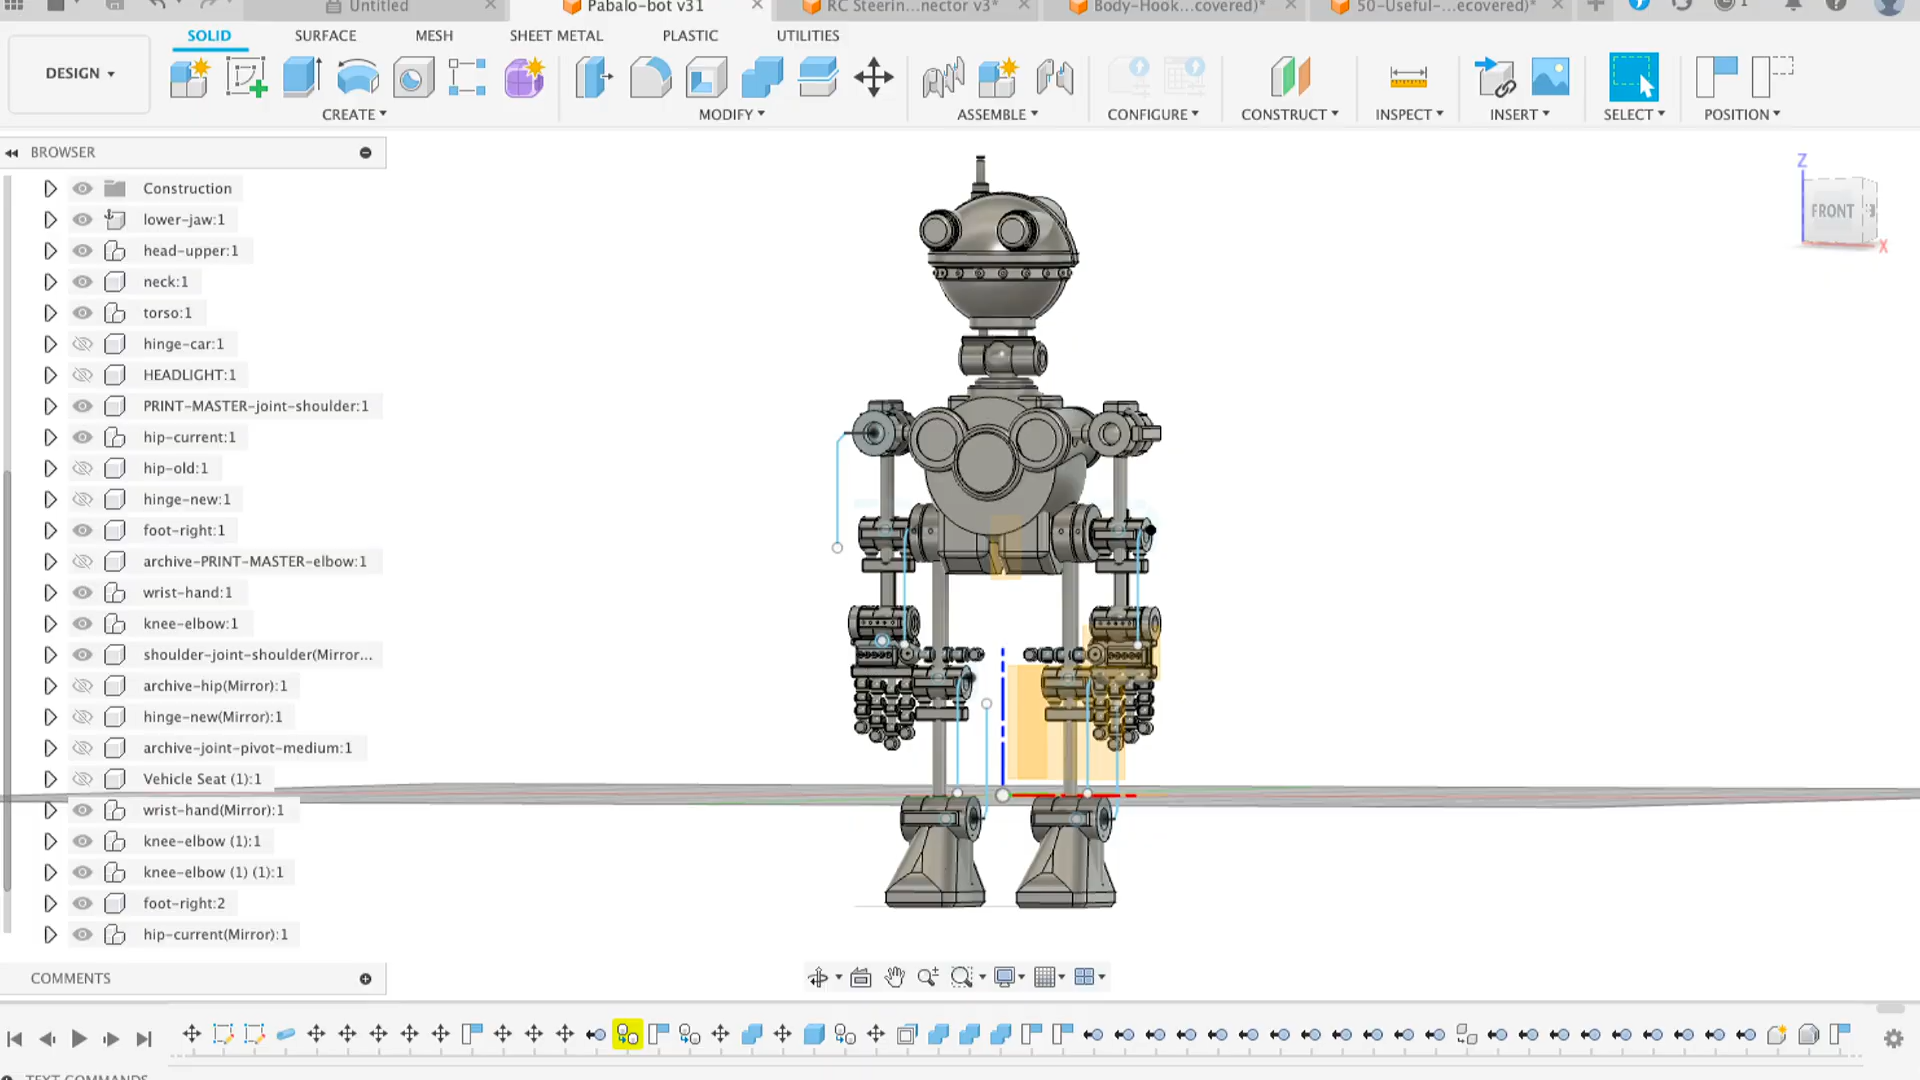 Untitled
Pabalo-bot v31
RC Steerin...nector v3*
Body-Hook...covered)*
50-Useful-...ecovered)*
SOLID
SURFACE
MESH
SHEET METAL
PLASTIC
UTILITIES
DESIGN
CREATE
MODIFY
ASSEMBLE
CONFIGURE
CONSTRUCT
INSPECT
INSERT
SELECT
POSITION
BROWSER
Construction
lower-jaw:1
head-upper:1
neck:1
torso:1
hinge-car:1
HEADLIGHT:1
PRINT-MASTER-joint-shoulder:1
hip-current:1
hip-old:1
hinge-new:1
foot-right:1
archive-PRINT-MASTER-elbow:1
wrist-hand:1
knee-elbow:1
shoulder-joint-shoulder(Mirror...
archive-hip(Mirror):1
hinge-new(Mirror):1
archive-joint-pivot-medium:1
Vehicle Seat (1):1
wrist-hand(Mirror):1
knee-elbow (1):1
knee-elbow (1) (1):1
foot-right:2
hip-current(Mirror):1
Z
FRONT
X
COMMENTS
TEXT COMMANDS